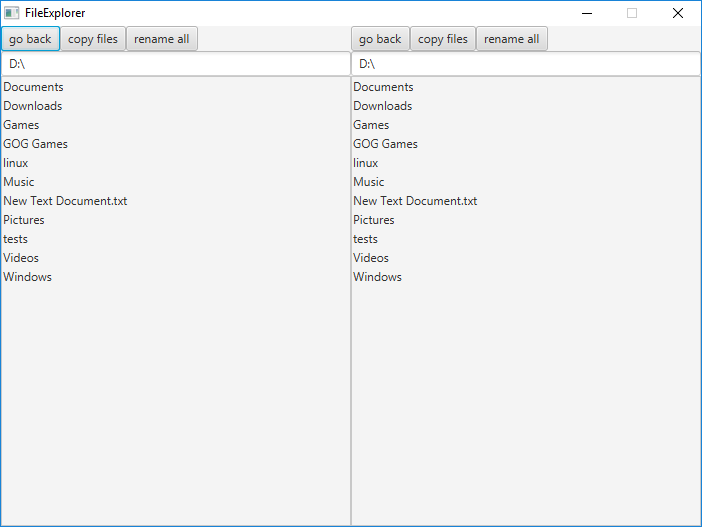 FileExplorer
go back copy files rename all
D:\
Documents
Downloads
Games
GOG Games
linux
Music
New Text Document.txt
Pictures
tests
Videos
Windows
go back copy files rename all
D:\
Documents
Downloads
Games
GOG Games
linux
Music
New Text Document.txt
Pictures
tests
Videos
Windows